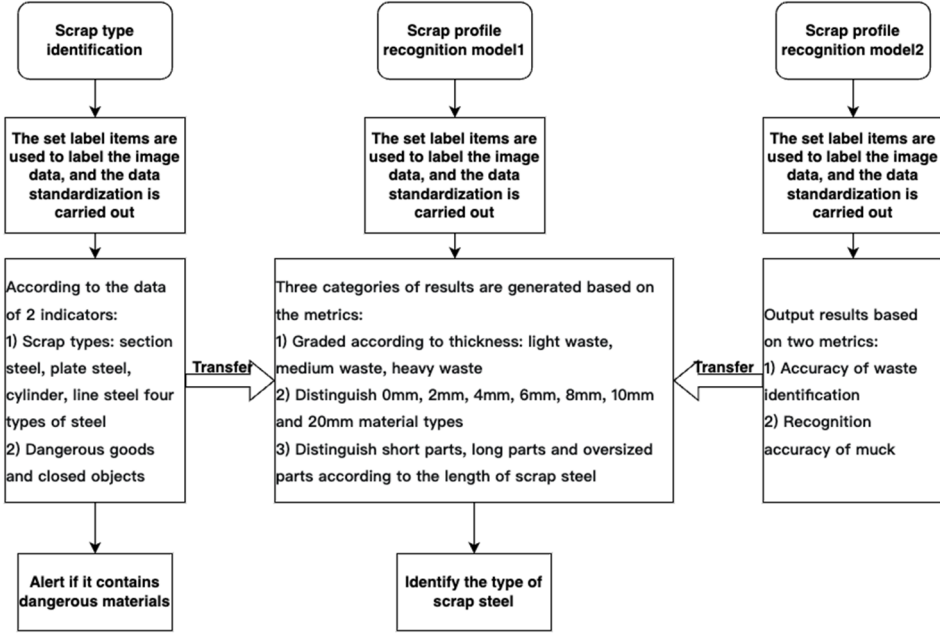 Scrap type
identification
The set label items are
used to label the image
data, and the data
standardization is
carried out
According to the data
of 2 indicators:
1) Scrap types: section
steel, plate steel,
cylinder, line steel four
types of steel
2) Dangerous goods
and closed objects
Alert if it contains
dangerous materials
Transfer
Scrap profile
recognition model1
The set label items are
used to label the image
data, and the data
standardization is
carried out
Three categories of results are generated based on
the metrics:
1) Graded according to thickness: light waste,
medium waste, heavy waste
2) Distinguish 0mm, 2mm, 4mm, 6mm, 8mm, 10mm
and 20mm material types
3) Distinguish short parts, long parts and oversized
parts according to the length of scrap steel
Identify the type of
scrap steel
Transfer
Scrap profile
recognition model2
The set label items are
used to label the image
data, and the data
standardization is
carried out
Output results based
on two metrics:
1) Accuracy of waste
identification
2) Recognition
accuracy of muck